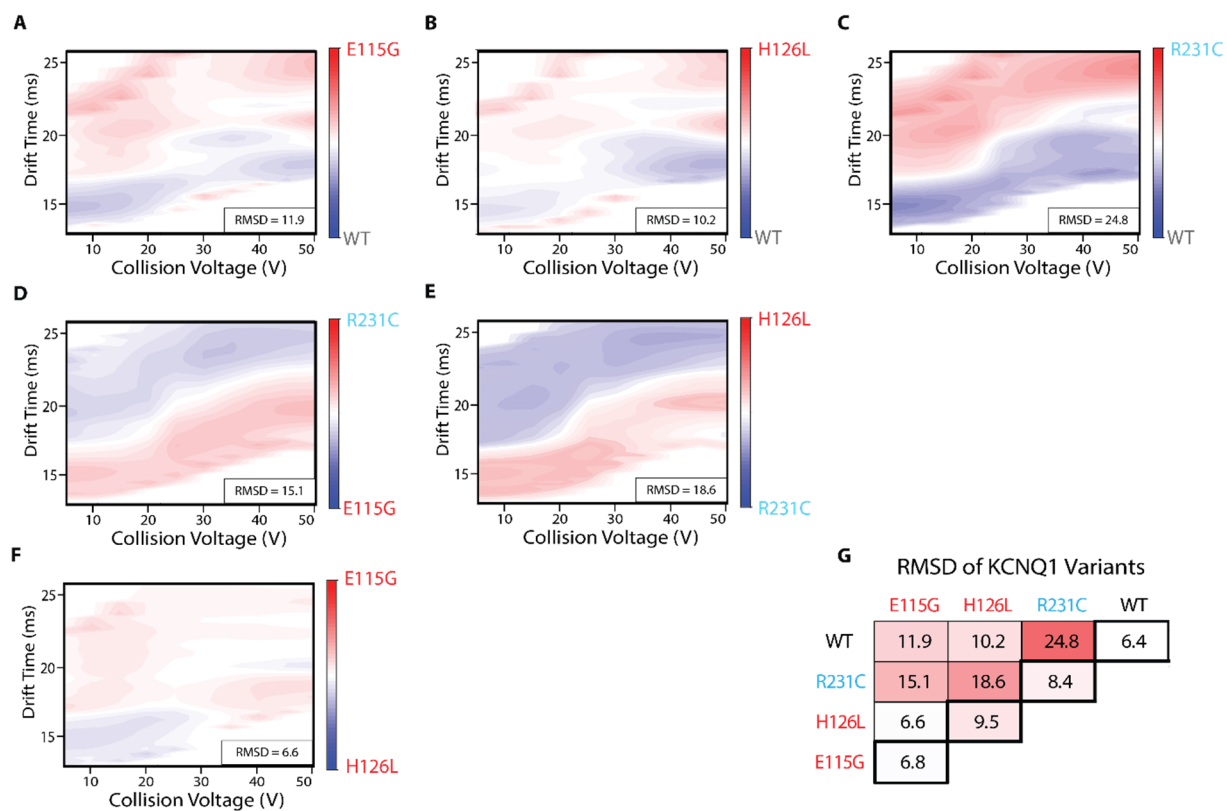 A
E115G
25
20
15
Drift Time (ms)
RMSD = 11.9
WT
10 20 30 40 50
Collision Voltage (V)
B
H126L
25
20
15
Drift Time (ms)
RMSD = 10.2
WT
10 20 30 40 50
Collision Voltage (V)
C
R231C
25
20
15
Drift Time (ms)
RMSD = 24.8
WT
10 20 30 40 50
Collision Voltage (V)
D
R231C
25
20
15
Drift Time (ms)
RMSD = 15.1
E115G
10 20 30 40 50
Collision Voltage (V)
E
H126L
25
20
15
Drift Time (ms)
RMSD = 18.6
R231C
10 20 30 40 50
Collision Voltage (V)
F
E115G
25
20
15
Drift Time (ms)
RMSD = 6.6
H126L
10 20 30 40 50
Collision Voltage (V)
G
RMSD of KCNQ1 Variants
E115G H126L R231C WT
WT 11.9 10.2 24.8 6.4
R231C 15.1 18.6 8.4
H126L 6.6 9.5
E115G 6.8